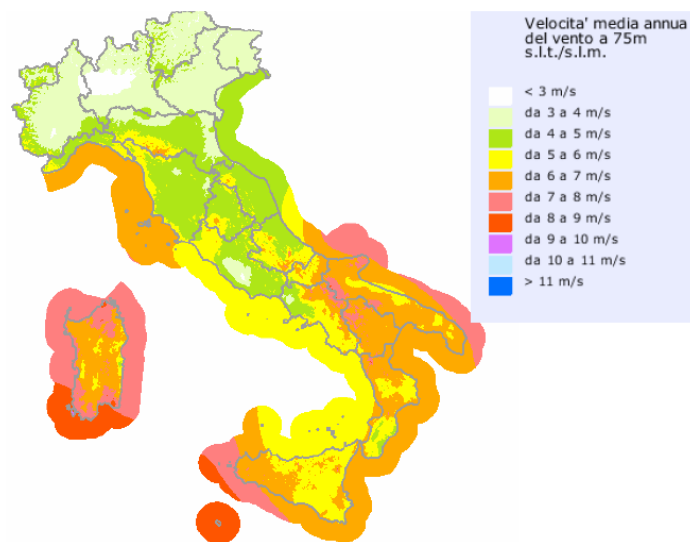 Velocita' media annua
del vento a 75m
s.l.t./s.l.m.
< 3 m/s
da 3 a 4 m/s
da 4 a 5 m/s
da 5 a 6 m/s
da 6 a 7 m/s
da 7 a 8 m/s
da 8 a 9 m/s
da 9 a 10 m/s
da 10 a 11 m/s
> 11 m/s